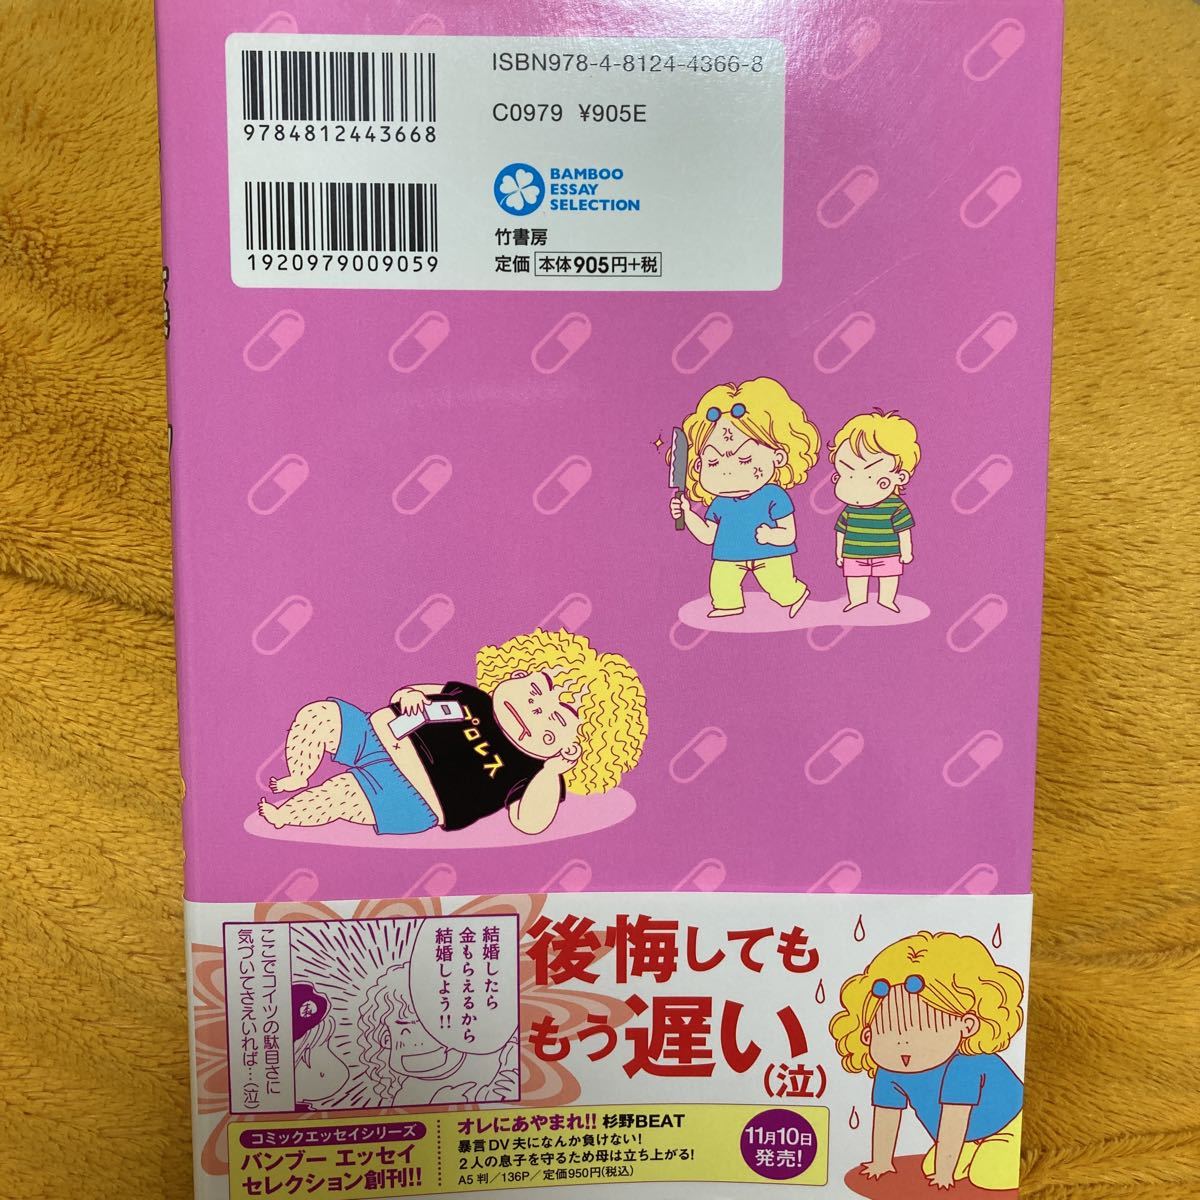 ISBN978-4-8124-4366-8
C0979 ¥905E
9784812443668
BAMBOO
ESSAY
SELECTION
竹書房
定価 本体905円+税
1920979009059
プロレス
結婚したら
金もらえるから
結婚しよう!!
ここでコイツの駄目さに
気づいてさえいれば…(泣)
後悔しても
もう遅い
(泣)
コミックエッセイシリーズ
バンブー エッセイ
セレクション創刊!!
オレにあやまれ!! 杉野BEAT
暴言DV夫になんか負けない!
2人の息子を守るため母は立ち上がる!
A5判/136P/定価950円(税込)
11月10日
発売!